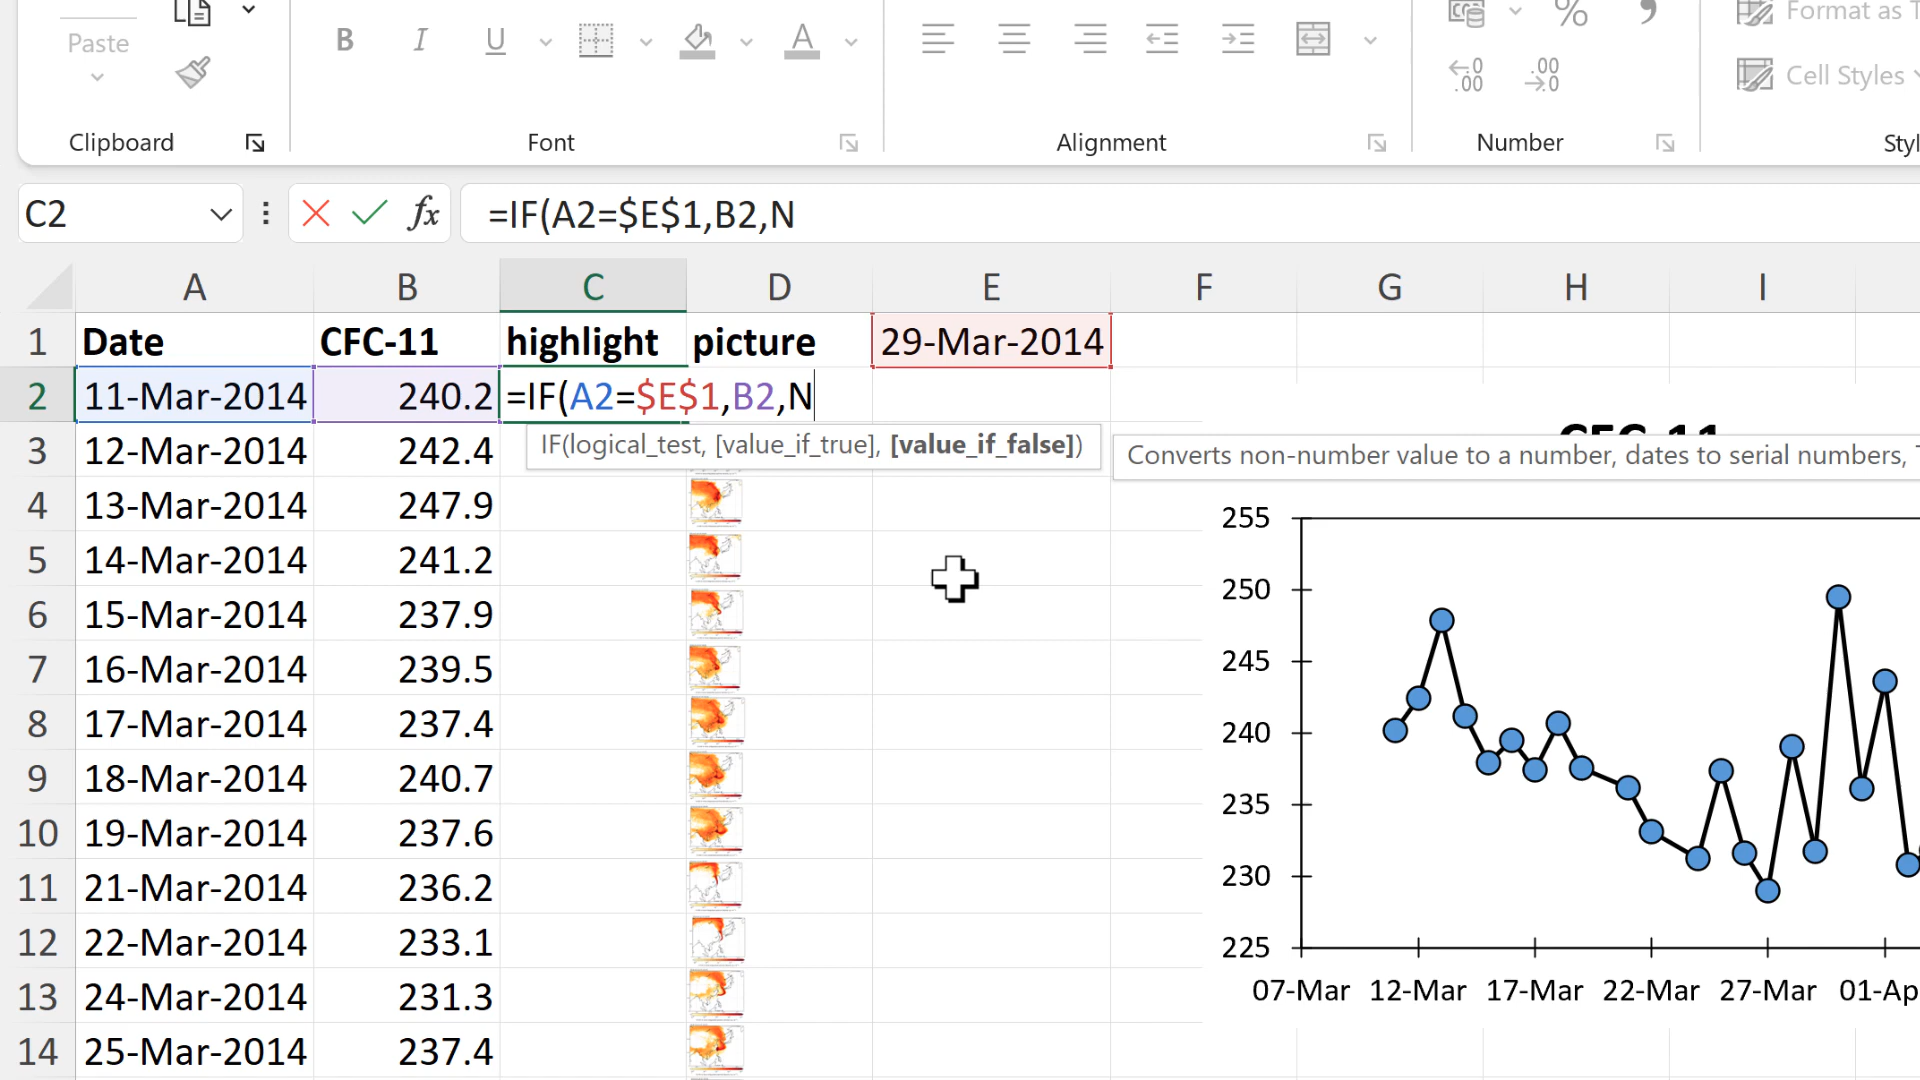 Paste
Format as T
Cell Styles
B I U A
%
Clipboard
Font
Alignment
Number
Styl
C2
fx
=IF(A2=$E$1,B2,N
A B C D E F G H I
1 Date CFC-11 highlight picture 29-Mar-2014
2 11-Mar-2014 240.2 =IF(A2=$E$1,B2,N
IF(logical_test, [value_if_true], [value_if_false])
Converts non-number value to a number, dates to serial numbers,
3 12-Mar-2014 242.4
4 13-Mar-2014 247.9
5 14-Mar-2014 241.2
6 15-Mar-2014 237.9
7 16-Mar-2014 239.5
8 17-Mar-2014 237.4
9 18-Mar-2014 240.7
10 19-Mar-2014 237.6
11 21-Mar-2014 236.2
12 22-Mar-2014 233.1
13 24-Mar-2014 231.3
14 25-Mar-2014 237.4
CFC-11
255
250
245
240
235
230
225
07-Mar 12-Mar 17-Mar 22-Mar 27-Mar 01-Ap